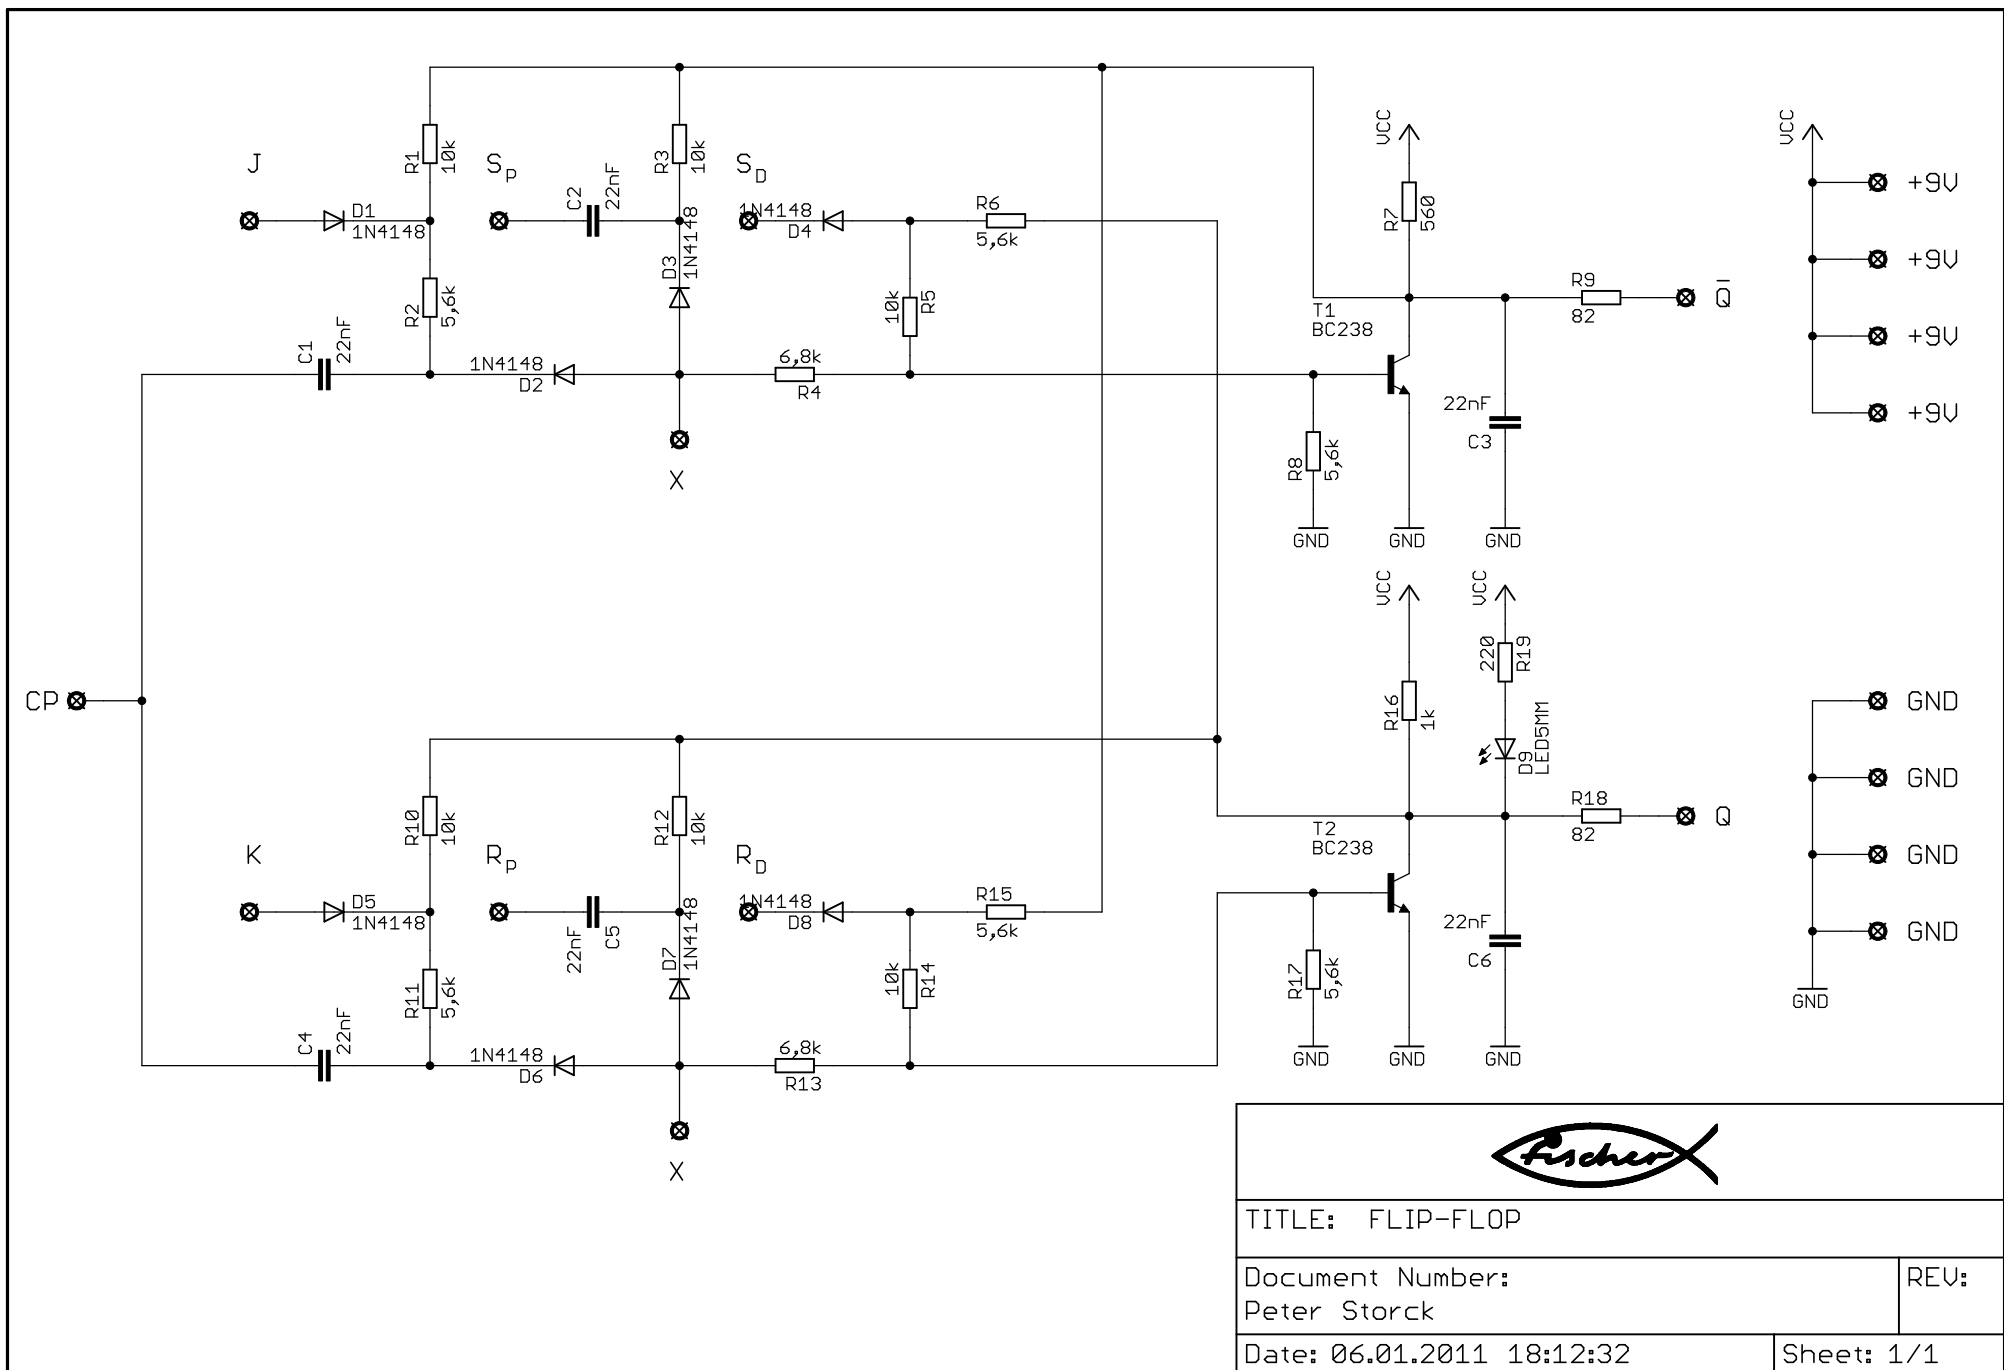 J
R1
10k
D1
1N4148
R2
5,6k
C1
22nF
S_P
C2
22nF
R3
10k
D3
1N4148
1N4148
D2
S_D
1N4148
D4
R6
5,6k
10k
R5
6,8k
R4
X
T1
BC238
R8
5,6k
GND
VCC
R7
560
GND
22nF
C3
GND
R9
82
Q̅
VCC
+9V
+9V
+9V
+9V
CP
K
R10
10k
D5
1N4148
R11
5,6k
C4
22nF
R_P
22nF
C5
R12
10k
D7
1N4148
1N4148
D6
R_D
1N4148
D8
R15
5,6k
10k
R14
6,8k
R13
X
T2
BC238
R17
5,6k
GND
VCC
R16
1k
GND
VCC
220
R19
D9
LED5MM
22nF
C6
GND
R18
82
Q
GND
GND
GND
GND
GND
fischer
TITLE: FLIP-FLOP
Document Number:
Peter Storck
REV:
Date: 06.01.2011 18:12:32
Sheet: 1/1